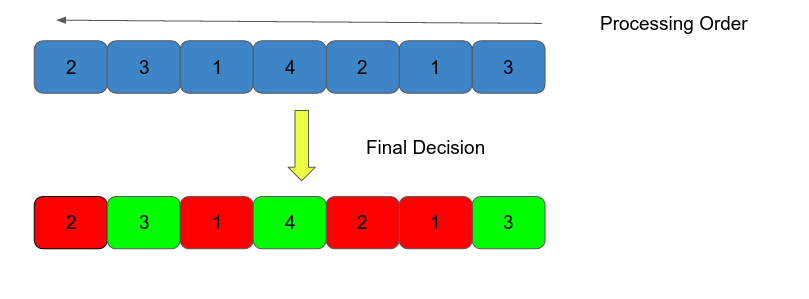 Processing Order
2 3 1 4 2 1 3
Final Decision
2 3 1 4 2 1 3